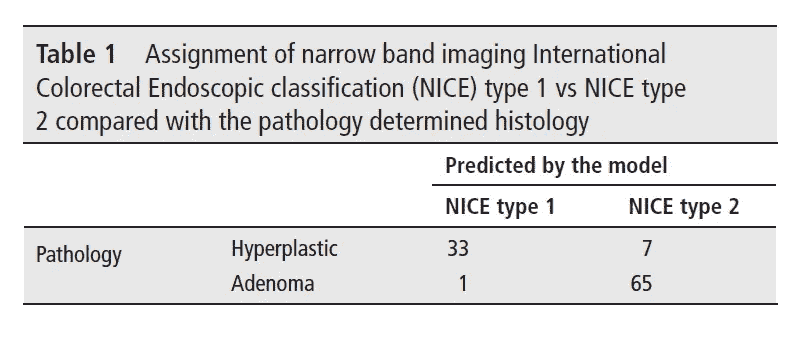 Table 1 Assignment of narrow band imaging International
Colorectal Endoscopic classification (NICE) type 1 vs NICE type
2 compared with the pathology determined histology
Predicted by the model
NICE type 1 NICE type 2
Pathology Hyperplastic 33 7
Adenoma 1 65